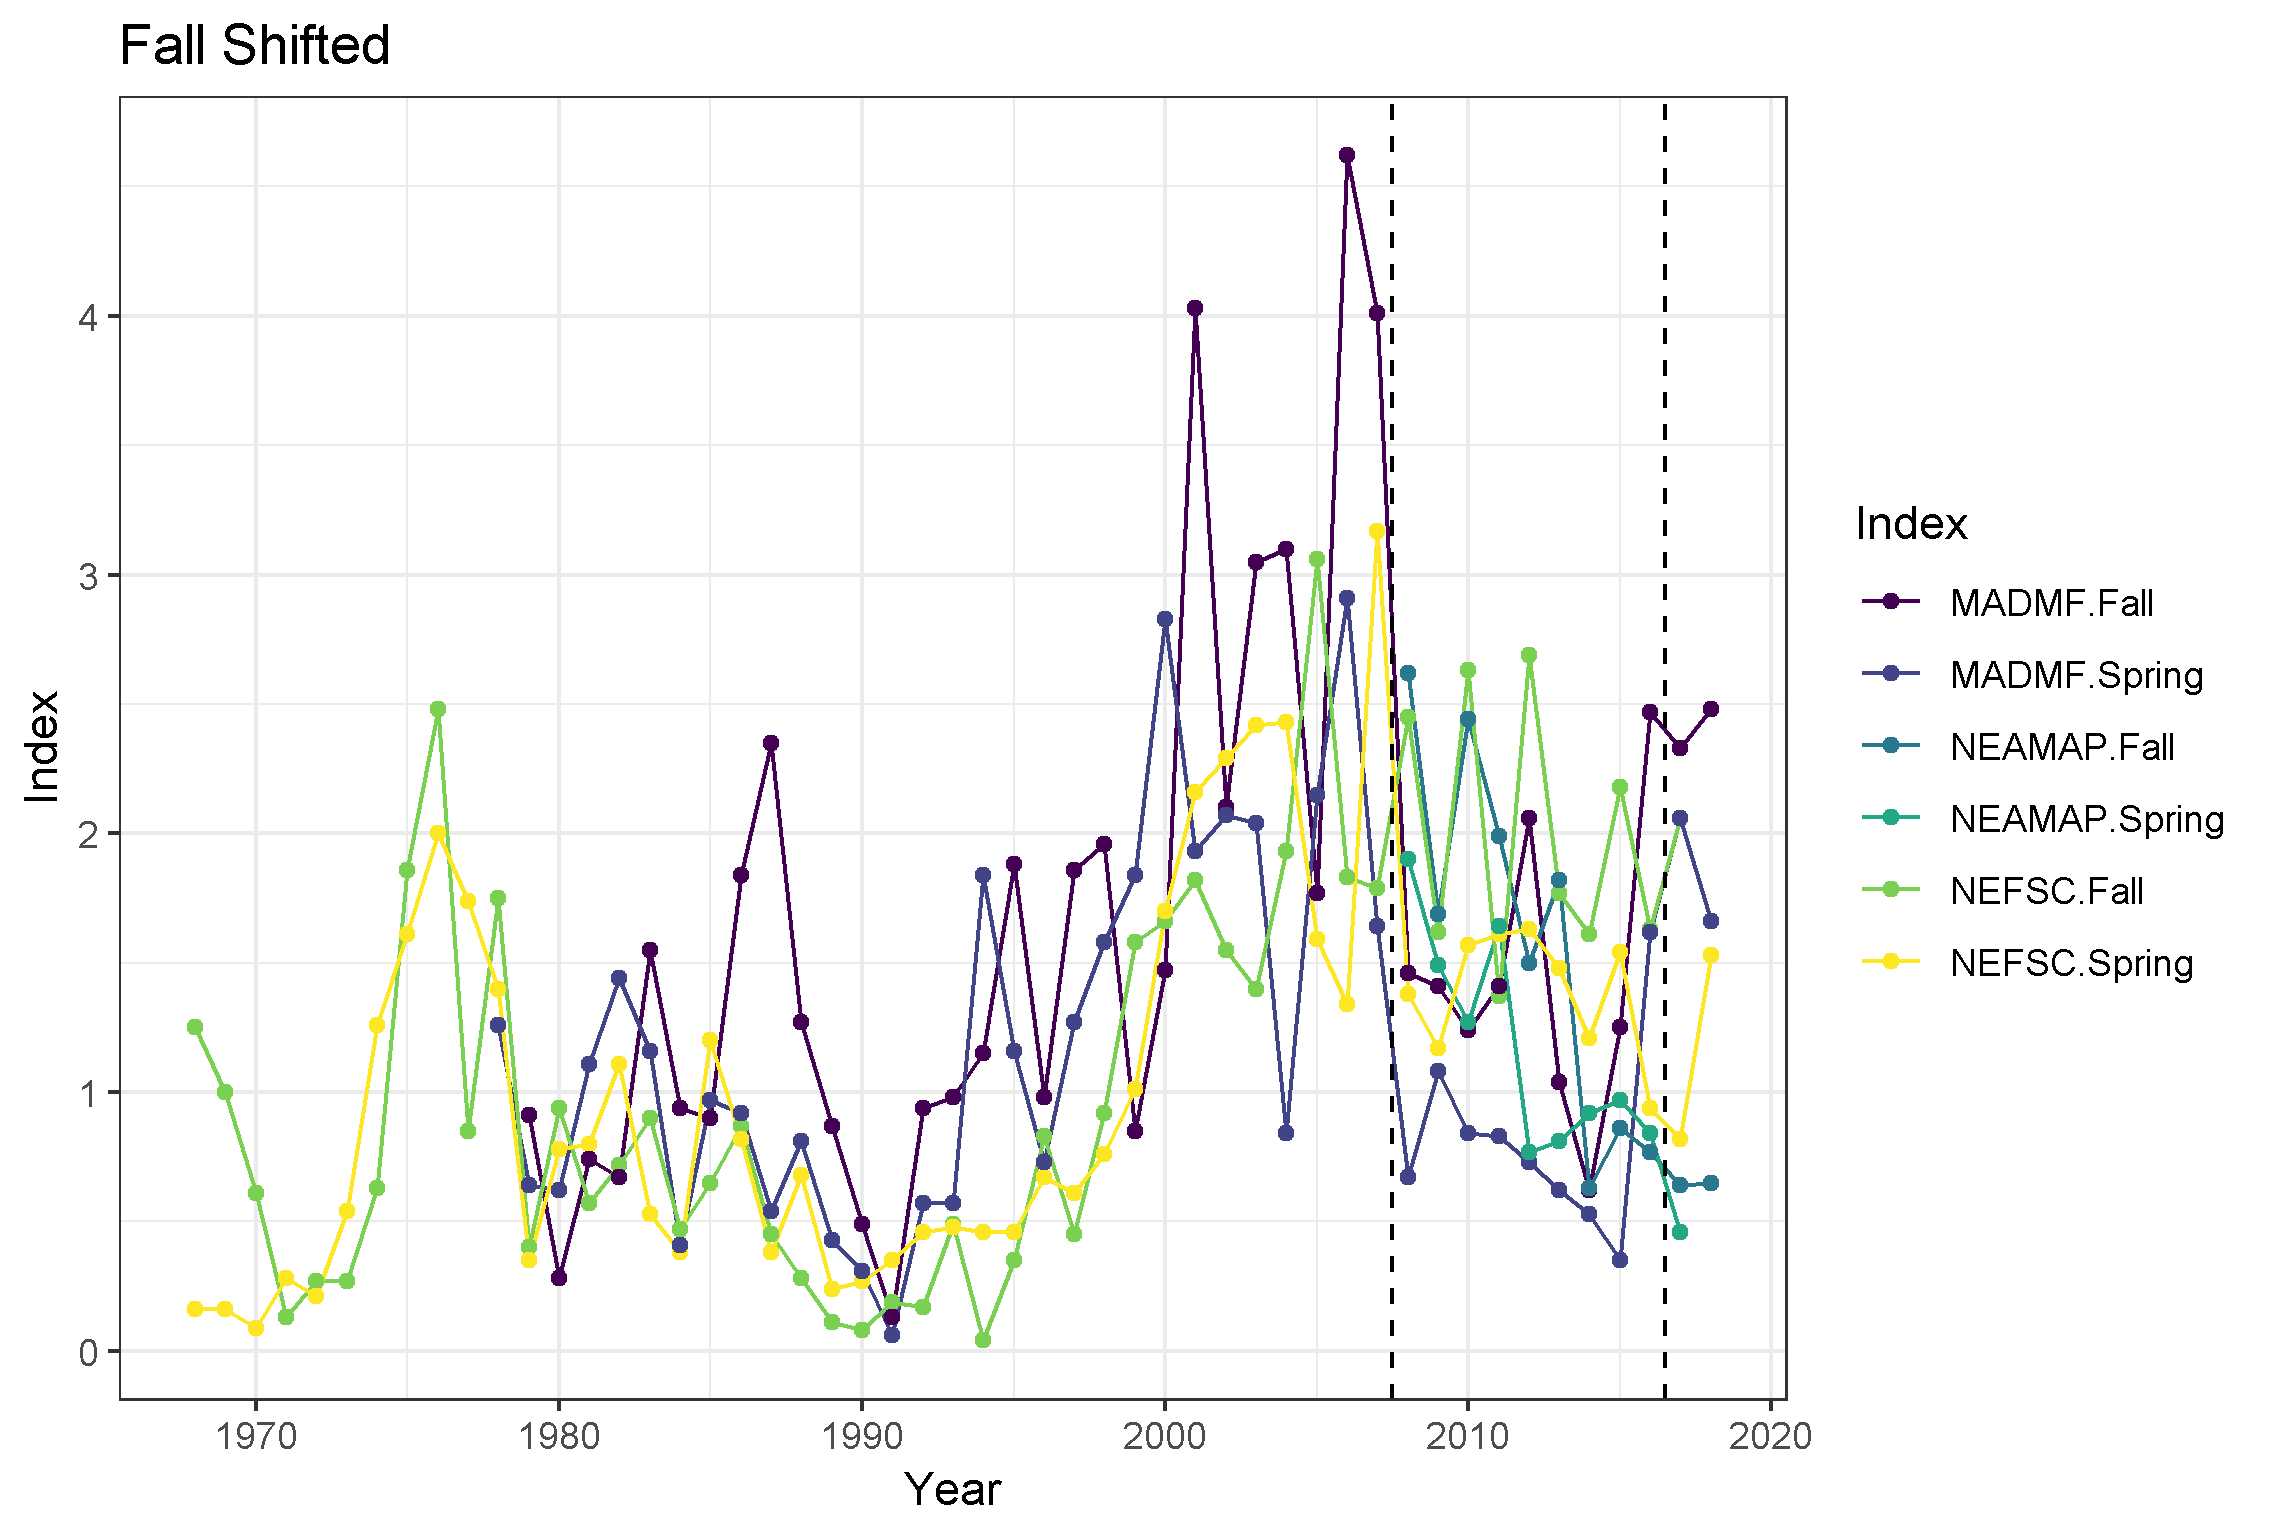 Fall Shifted
Index
4
3
2
1
0
1970 1980 1990 2000 2010 2020
Year
Index
MADMF.Fall
MADMF.Spring
NEAMAP.Fall
NEAMAP.Spring
NEFSC.Fall
NEFSC.Spring